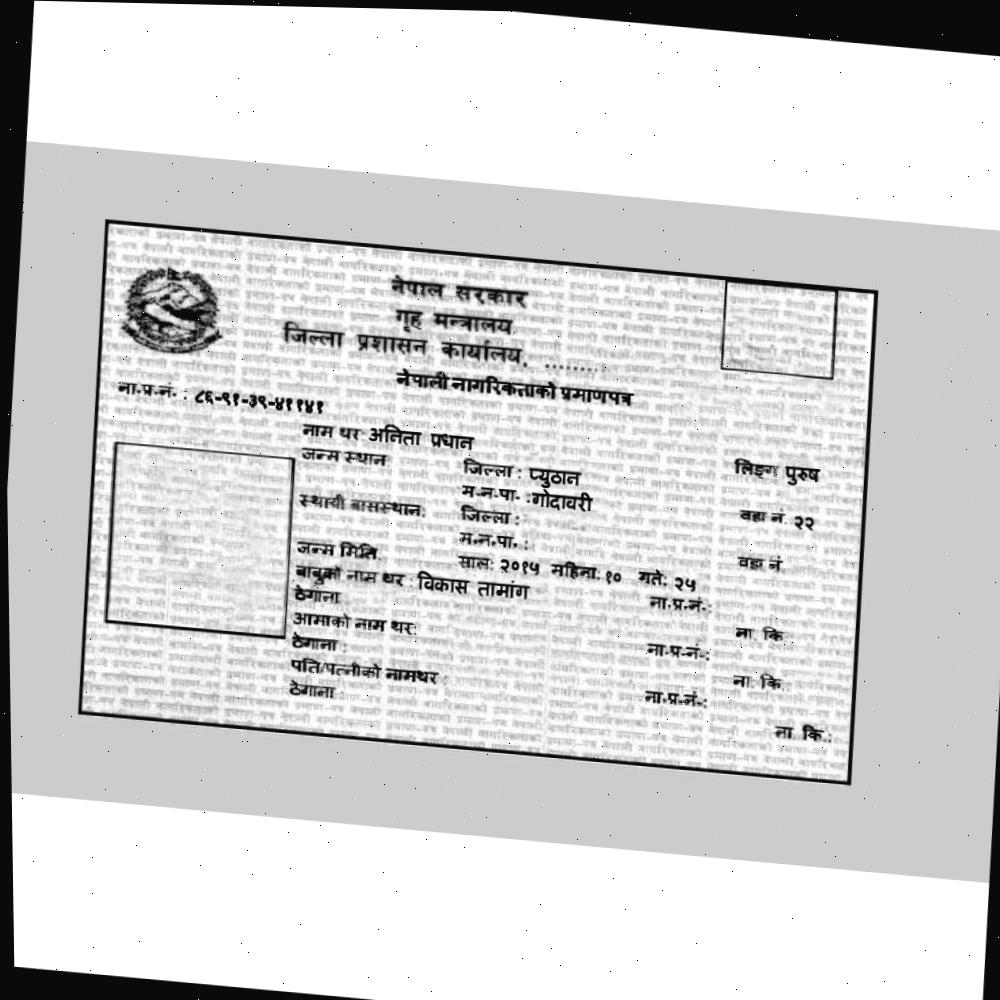 नेपाल सरकार
गृह मन्त्रालय
जिल्ला प्रशासन कार्यालय, .........
नेपाली नागरिकताको प्रमाणपत्र
ना.प्र.नं. : ८६-९१-३९-४११४१
नाम थर: अनिता प्रधान लिङ्ग पुरुष
जन्म स्थान: जिल्ला : प्युठान
म.न.पा. : गोदावरी वडा नं. २२
स्थायी बासस्थान: जिल्ला :
म.न.पा. : वडा नं.
जन्म मिति: साल: २०१५ महिना: १० गते: २५
बाबुको नाम थर : विकास तामांग ना.प्र.नं.:
ठेगाना ना. कि.
आमाको नाम थर: ना.प्र.नं.:
ठेगाना : ना. कि.
पति/पत्नीको नामथर : ना.प्र.नं.:
ठेगाना : ना. कि.: